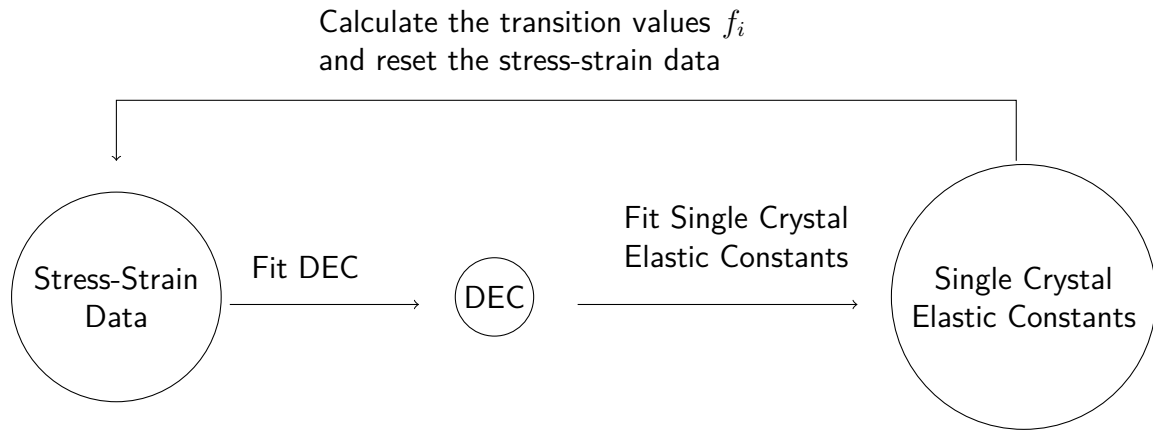 Calculate the transition values fᵢ
and reset the stress-strain data
Stress-Strain
Data
Fit DEC
DEC
Fit Single Crystal
Elastic Constants
Single Crystal
Elastic Constants